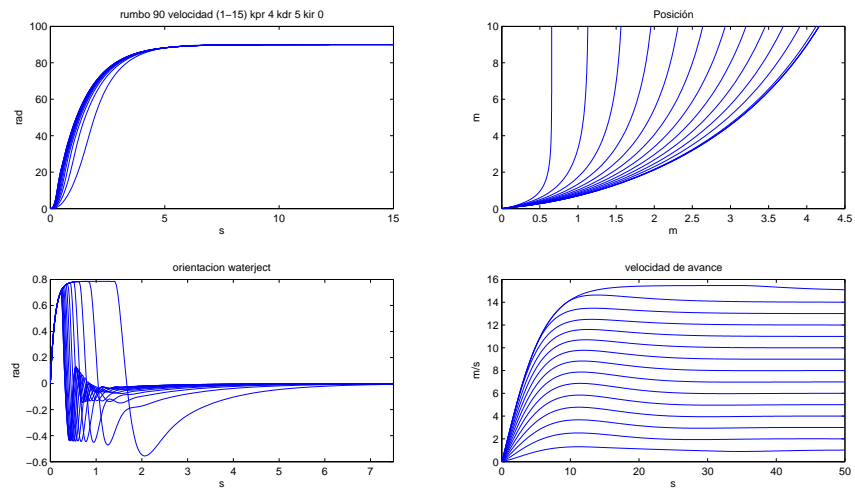 rumbo 90 velocidad (1−15) kpr 4 kdr 5 kir 0
100
80
60
40
20
0
rad
0 5 10 15
s
Posición
10
8
6
4
2
0
m
0 0.5 1 1.5 2 2.5 3 3.5 4 4.5
m
orientacion waterject
0.8
0.6
0.4
0.2
0
−0.2
−0.4
−0.6
rad
0 1 2 3 4 5 6 7
s
velocidad de avance
16
14
12
10
8
6
4
2
0
m/s
0 10 20 30 40 50
s